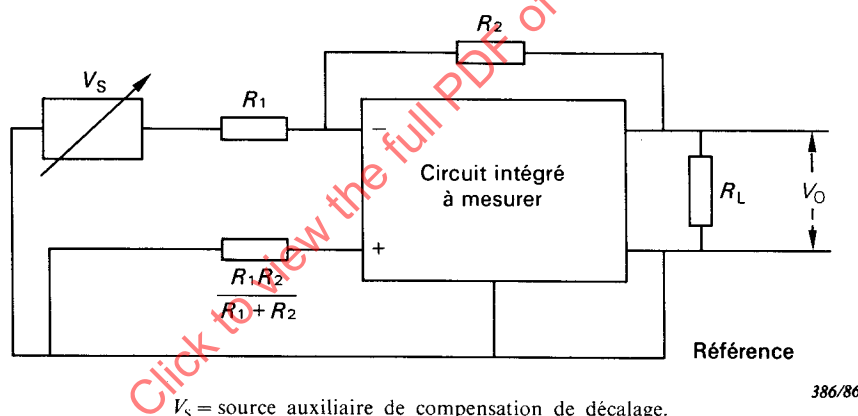 R2
VS
R1
−
Circuit intégré
à mesurer
RL
VO
+
R1R2
R1 + R2
Référence
386/86
Vs = source auxiliaire de compensation de décalage.
Click to view the full PDF of